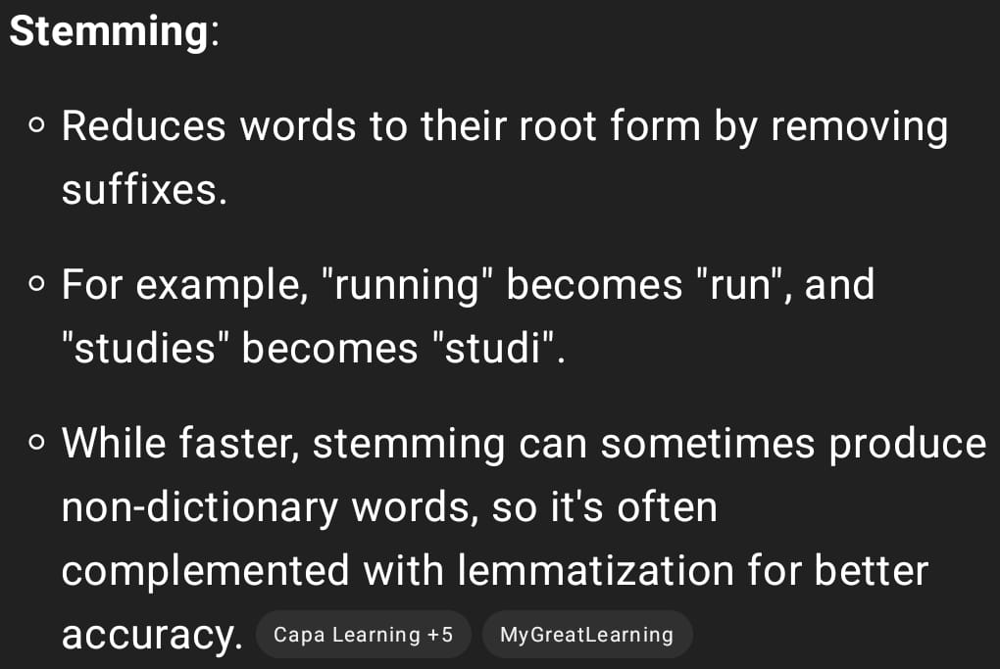 Stemming:
◦ Reduces words to their root form by removing
suffixes.
◦ For example, "running" becomes "run", and
"studies" becomes "studi".
◦ While faster, stemming can sometimes produce
non-dictionary words, so it's often
complemented with lemmatization for better
accuracy. Capa Learning +5 MyGreatLearning